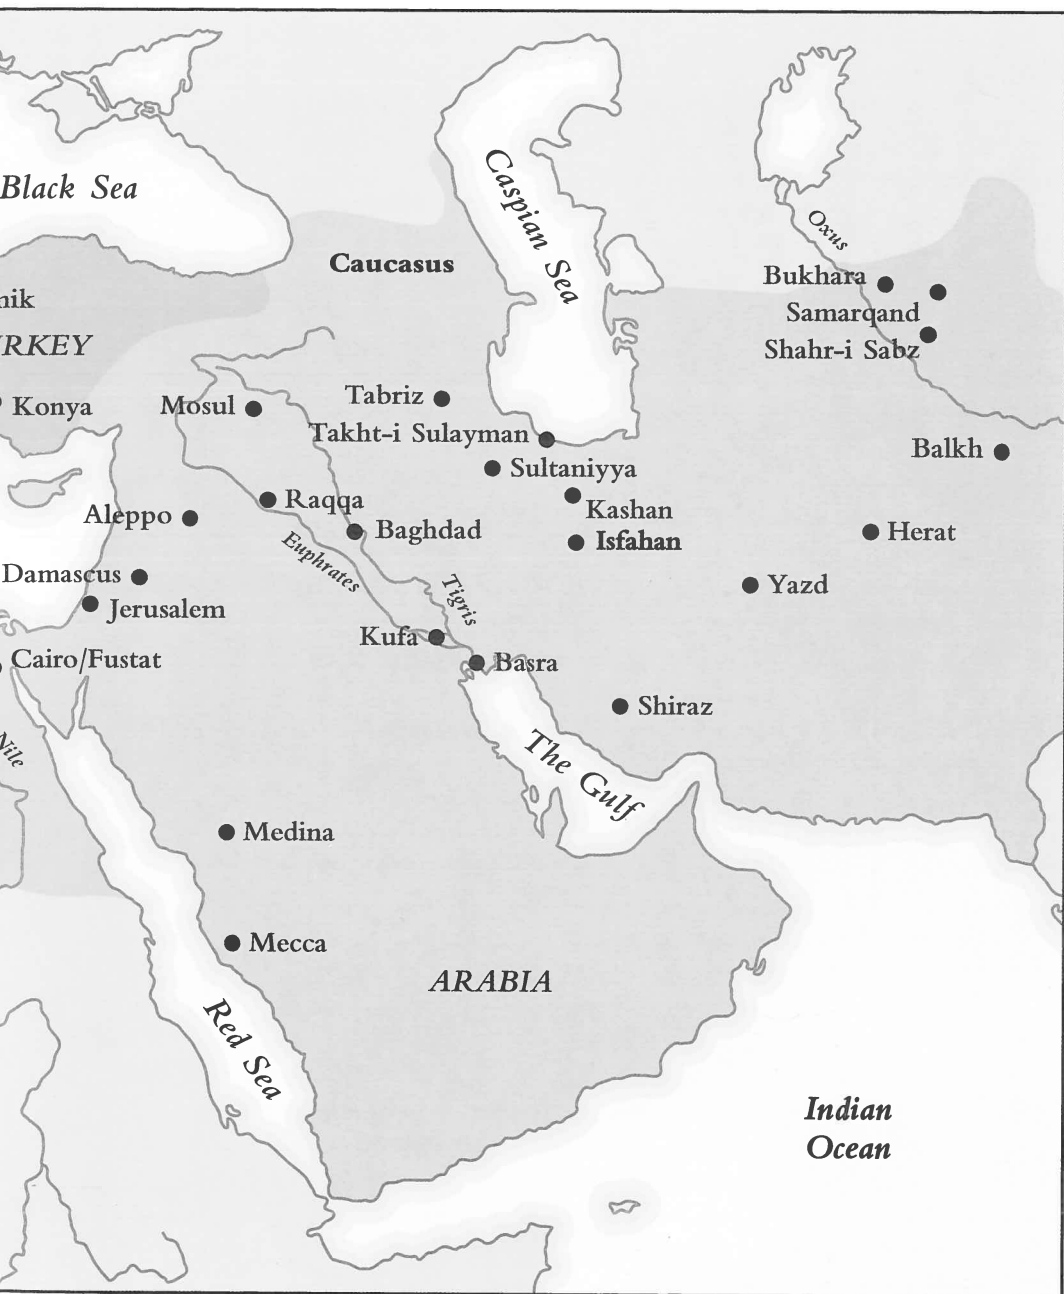 Black Sea
Caspian Sea
Oxus
Caucasus
Bukhara
nik
Samarqand
RKEY
Shahr-i Sabz
Konya
Mosul
Tabriz
Takht-i Sulayman
Balkh
Sultaniyya
Raqqa
Kashan
Aleppo
Baghdad
Herat
Isfahan
Euphrates
Damascus
Yazd
Tigris
Jerusalem
Kufa
Cairo/Fustat
Basra
Shiraz
Nile
The Gulf
Medina
Mecca
ARABIA
Red Sea
Indian
Ocean